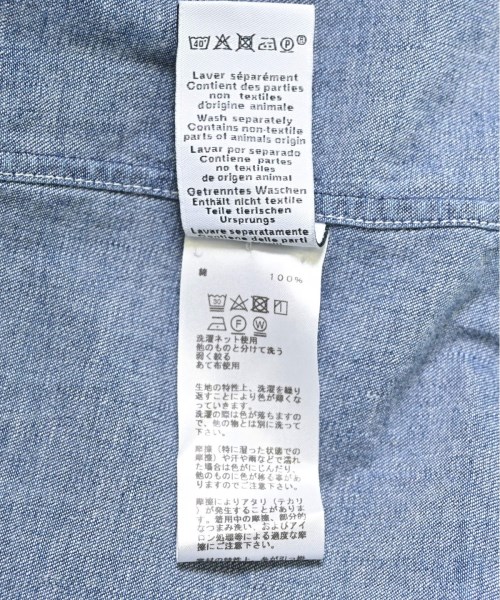 40° P
Laver séparément
Contient des parties
non textiles
d'origine animale
Wash separately
Contains non-textile
parts of animals origin
Lavar por separado
Contiene partes
no textiles
de origen animal
Getrenntes Waschen
Enthält nicht textile
Teile tierischen
Ursprungs
Lavare separatamente
Contiene delle parti
綿 100%
30
F W
洗濯ネット使用
他のものと分けて洗う
弱く絞る
あて布使用
生地の特性上、洗濯を繰り
返すことにより色が薄くな
っていきます。
洗濯の際は色が落ちますの
で、他の物とは別に洗って
下さい。
摩擦（特に湿った状態での
摩擦）や汗や雨などで濡れ
た場合は色がにじんだり、
他のものに色が移る事があ
りますのでご注意下さい。
摩擦によりアタリ（テカリ
）が発生することがありま
す。着用中の摩擦、部分的
なつまみ洗い、およびアイ
ロン処理等による過度な摩
擦にご注意下さい。